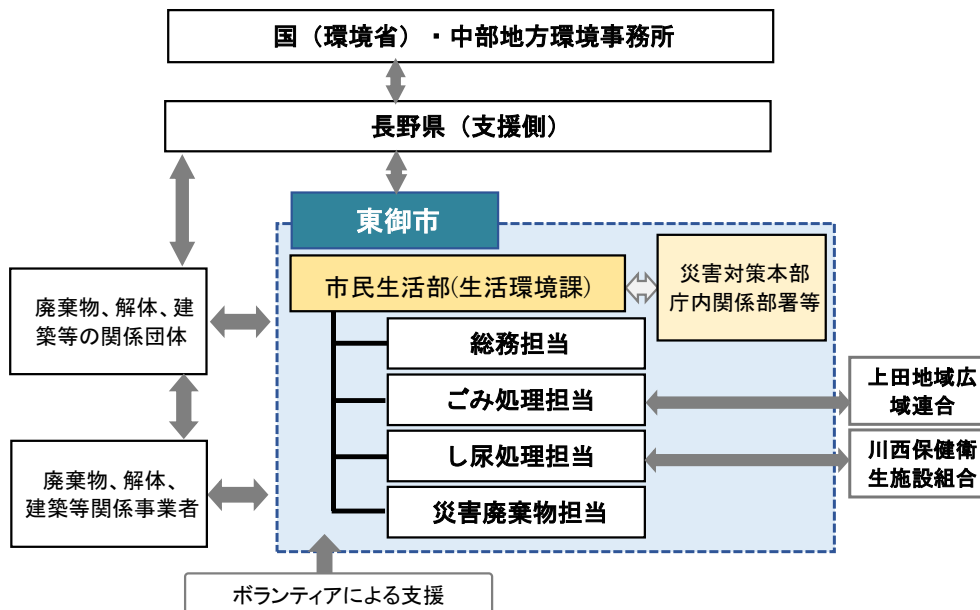 国（環境省）・中部地方環境事務所
長野県（支援側）
東御市
市民生活部(生活環境課)
災害対策本部
庁内関係部署等
廃棄物、解体、建
築等の関係団体
総務担当
ごみ処理担当
上田地域広
域連合
し尿処理担当
川西保健衛
生施設組合
廃棄物、解体、
建築等関係事業者
災害廃棄物担当
ボランティアによる支援